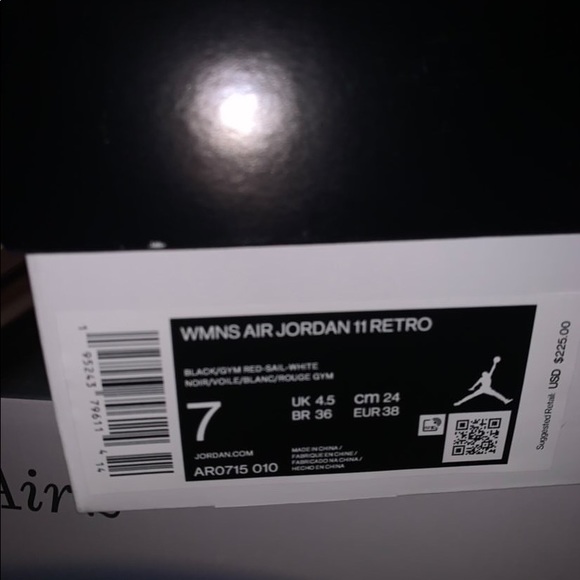 WMNS AIR JORDAN 11 RETRO
BLACK/GYM RED-SAIL-WHITE
NOIR/VOILE/BLANC/ROUGE GYM
7
UK 4.5 cm 24
BR 36 EUR 38
JORDAN.COM
AR0715 010
MADE IN CHINA/
FABRIQUE EN CHINE/
FABRICADO NA CHINA/
HECHO EN CHINA
Suggested Retail USD $225.00
1 95243 79611 4 14
Air